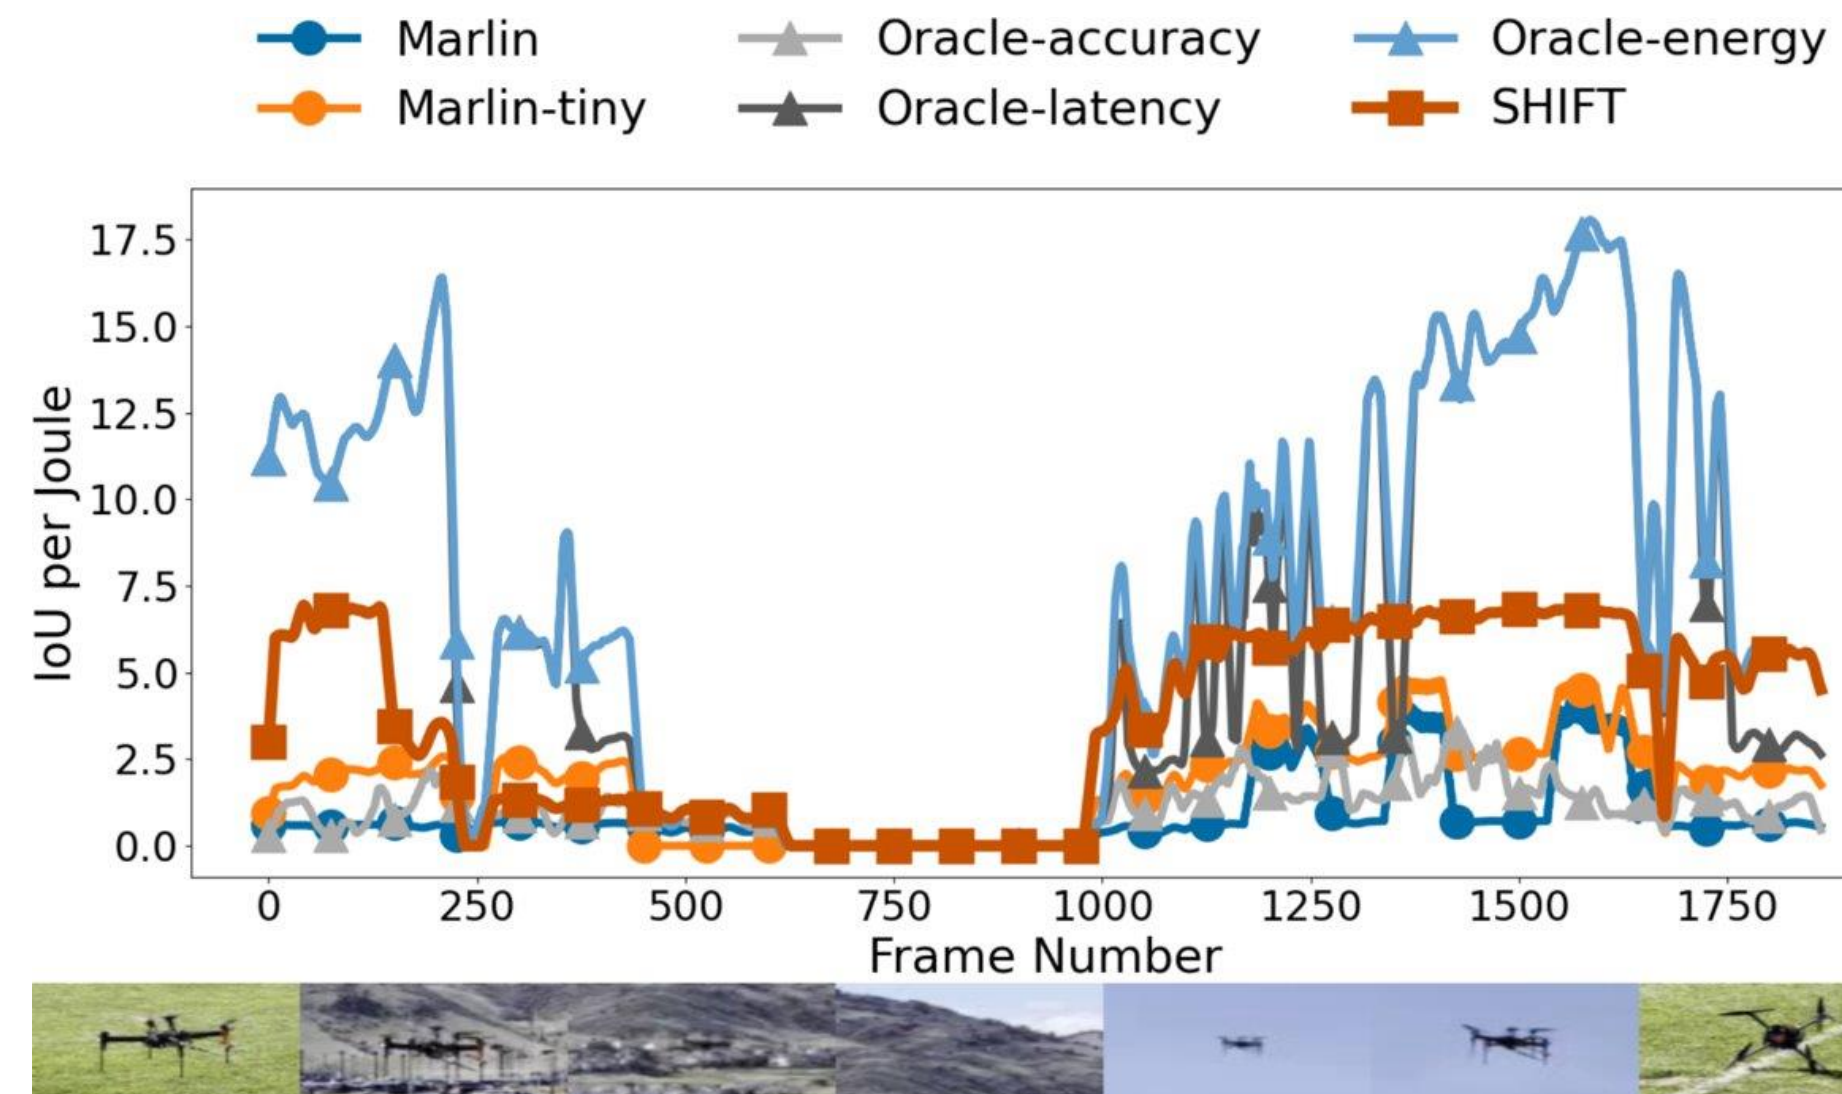 Marlin Oracle-accuracy Oracle-energy
Marlin-tiny Oracle-latency SHIFT
17.5
15.0
12.5
10.0
7.5
5.0
2.5
0.0
IoU per Joule
0 250 500 750 1000 1250 1500 1750
Frame Number